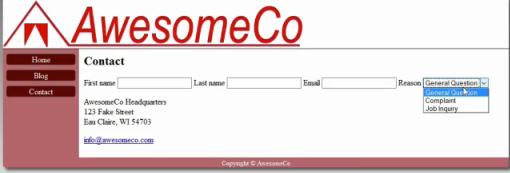 AwesomeCo
Home
Blog
Contact
Contact
First name Last name Email Reason General Question
General Question
Complaint
Job Inquiry
AwesomeCo Headquarters
123 Fake Street
Eau Claire, WI 54703
info@awesomeco.com
Copyright © AwesomeCo